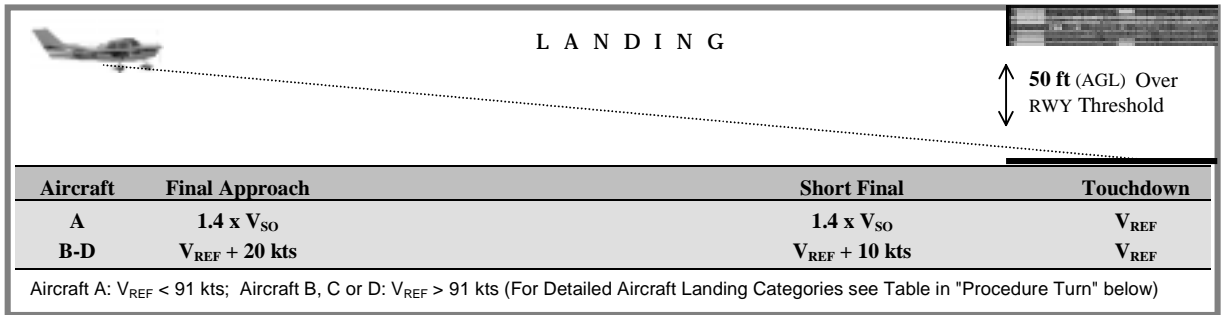 LANDING
50 ft (AGL) Over
RWY Threshold
Aircraft Final Approach Short Final Touchdown
A 1.4 x VSO 1.4 x VSO VREF
B-D VREF + 20 kts VREF + 10 kts VREF
Aircraft A: VREF < 91 kts; Aircraft B, C or D: VREF > 91 kts (For Detailed Aircraft Landing Categories see Table in "Procedure Turn" below)